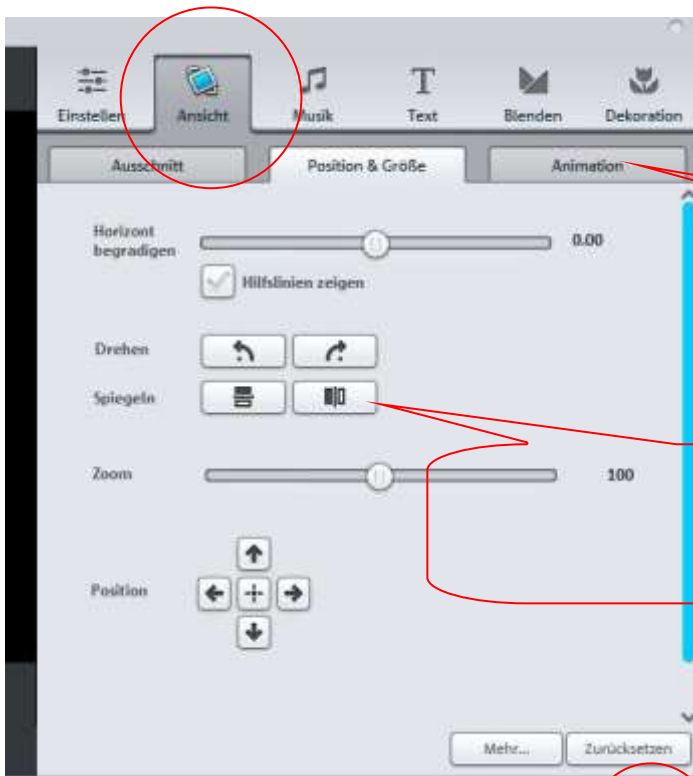 Einstellen Ansicht Musik Text Blenden Dekoration
Ausschnitt Position & Größe Animation
Horizont
begradigen 0.00
Hilfslinien zeigen
Drehen
Spiegeln
Zoom 100
Position
Mehr... Zurücksetzen